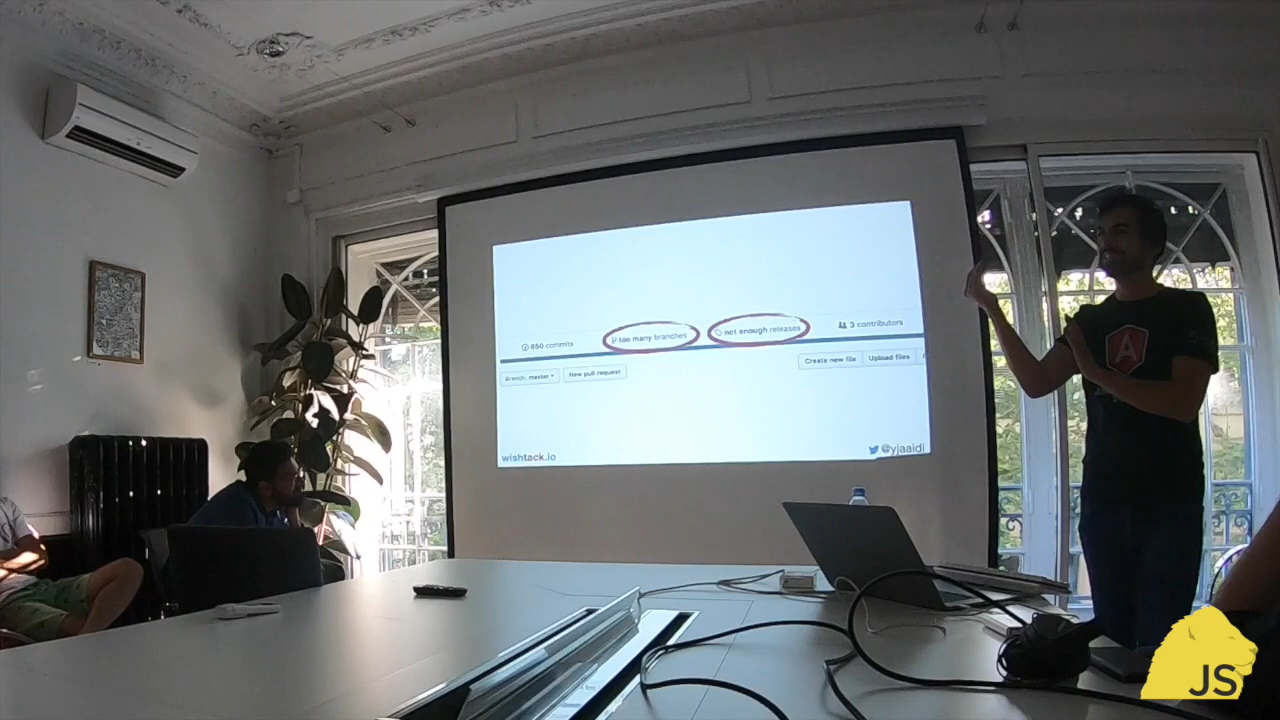 650 commits
too many branches
not enough releases
3 contributors
Branch: master
New pull request
Create new file
Upload files
wishtack.io
@yjaaidi
A
JS